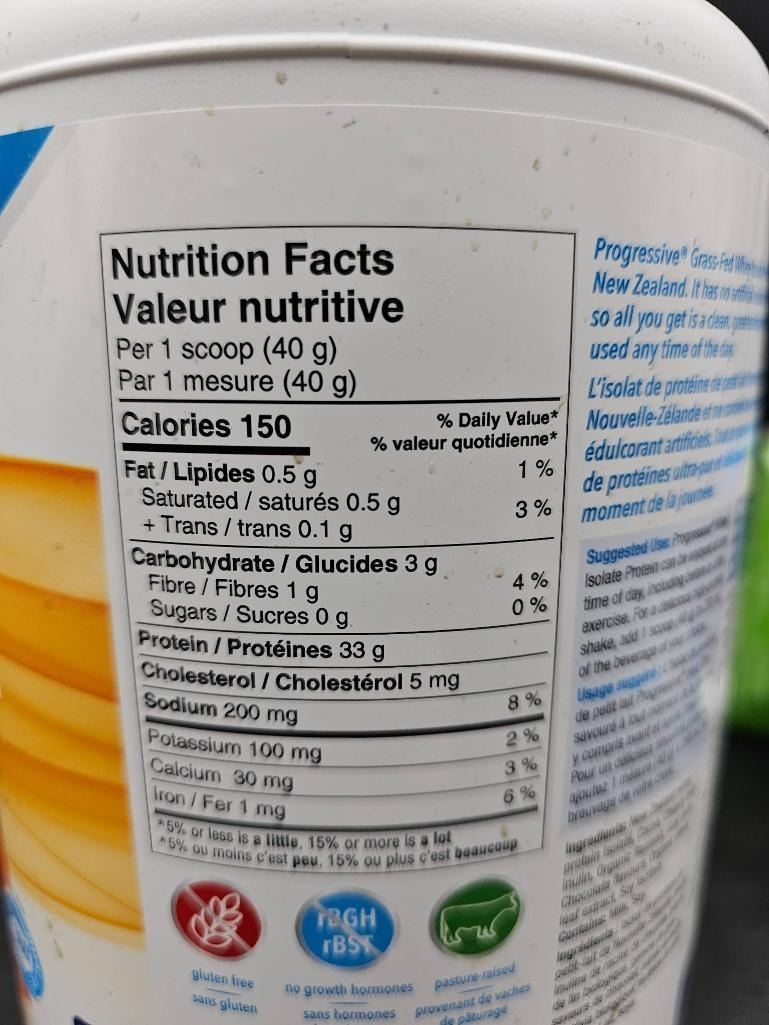 Nutrition Facts
Valeur nutritive
Per 1 scoop (40 g)
Par 1 mesure (40 g)
Calories 150
% Daily Value*
% valeur quotidienne*
Fat / Lipides 0.5 g 1 %
Saturated / saturés 0.5 g
+ Trans / trans 0.1 g 3 %
Carbohydrate / Glucides 3 g
Fibre / Fibres 1 g 4 %
Sugars / Sucres 0 g 0 %
Protein / Protéines 33 g
Cholesterol / Cholestérol 5 mg
Sodium 200 mg 8 %
Potassium 100 mg 2 %
Calcium 30 mg 3 %
Iron / Fer 1 mg 6 %
*5% or less is a little, 15% or more is a lot
*5% ou moins c'est peu, 15% ou plus c'est beaucoup
rBGH
rBST
gluten free
sans gluten
no growth hormones
sans hormones
pasture-raised
provenant de vaches
de pâturage
Progressive® Grass-Fed
New Zealand. It has no
so all you get is a clean,
used any time of the day
L'isolat de protéine de
Nouvelle-Zélande et ne
édulcorant artificiels.
de protéines ultra-pur et
moment de la journée.
Suggested Use:
Isolate Protein can be
time of day, including
exercise. For a delicious
shake, add 1 scoop
of the beverage of your
Usage suggéré :
de petit lait
savouré à tout moment
y compris avant et
Pour un délicieux
ajoutez 1 mesure
breuvage de votre choix.
Ingredients:
protein isolate,
inulin, Organic
Chocolate flavour,
leaf extract, Soy
Contains: Milk, Soy.
Ingrédients :